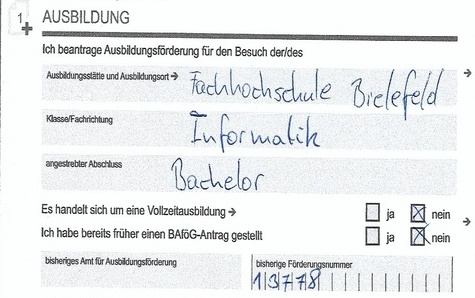 1 AUSBILDUNG
Ich beantrage Ausbildungsförderung für den Besuch der/des
Ausbildungsstätte und Ausbildungsort → Fachhochschule Bielefeld
Klasse/Fachrichtung Informatik
angestrebter Abschluss Bachelor
Es handelt sich um eine Vollzeitausbildung → ja nein
Ich habe bereits früher einen BAföG-Antrag gestellt ja nein
bisheriges Amt für Ausbildungsförderung bisherige Förderungsnummer
13778